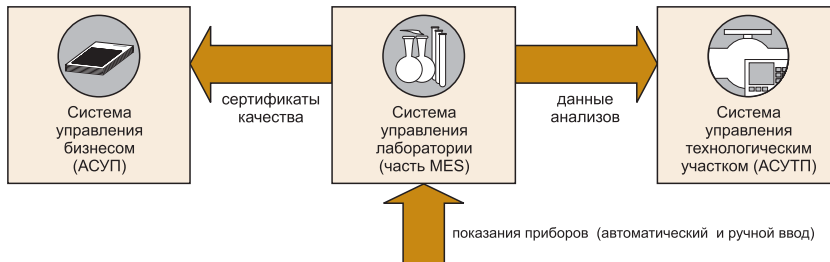 Система
управления
бизнесом
(АСУП)
сертификаты
качества
Система
управления
лаборатории
(часть MES)
данные
анализов
Система
управления
технологическим
участком (АСУТП)
показания приборов (автоматический и ручной ввод)